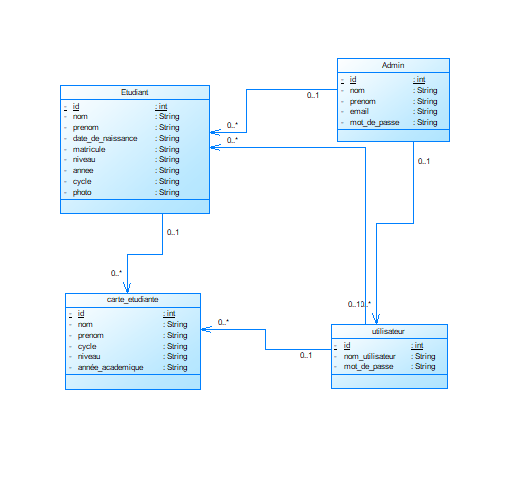 Admin
- id : int
- nom : String
- prenom : String
- email : String
- mot_de_passe : String
Etudiant
- id : int
- nom : String
- prenom : String
- date_de_naissance : String
- matricule : String
- niveau : String
- annee : String
- cycle : String
- photo : String
0..1
0..*
0..*
0..1
0..1
0..*
carte_etudiante
- id : int
- nom : String
- prenom : String
- cycle : String
- niveau : String
- année_academique : String
0..1
0..*
0..*
0..1
utilisateur
- id : int
- nom_utilisateur : String
- mot_de_passe : String